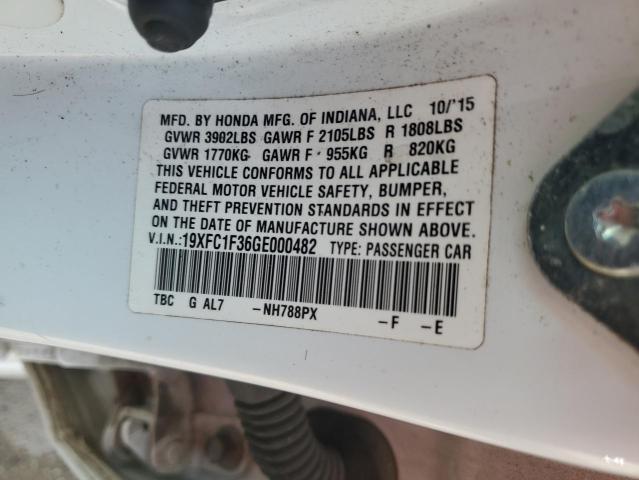 MFD. BY HONDA MFG. OF INDIANA, LLC 10/'15
GVWR 3902LBS GAWR F 2105LBS R 1808LBS
GVWR 1770KG GAWR F 955KG R 820KG
THIS VEHICLE CONFORMS TO ALL APPLICABLE
FEDERAL MOTOR VEHICLE SAFETY, BUMPER,
AND THEFT PREVENTION STANDARDS IN EFFECT
ON THE DATE OF MANUFACTURE SHOWN ABOVE.
V.I.N.:19XFC1F36GE000482 TYPE: PASSENGER CAR
TBC G AL7 -NH788PX -F -E